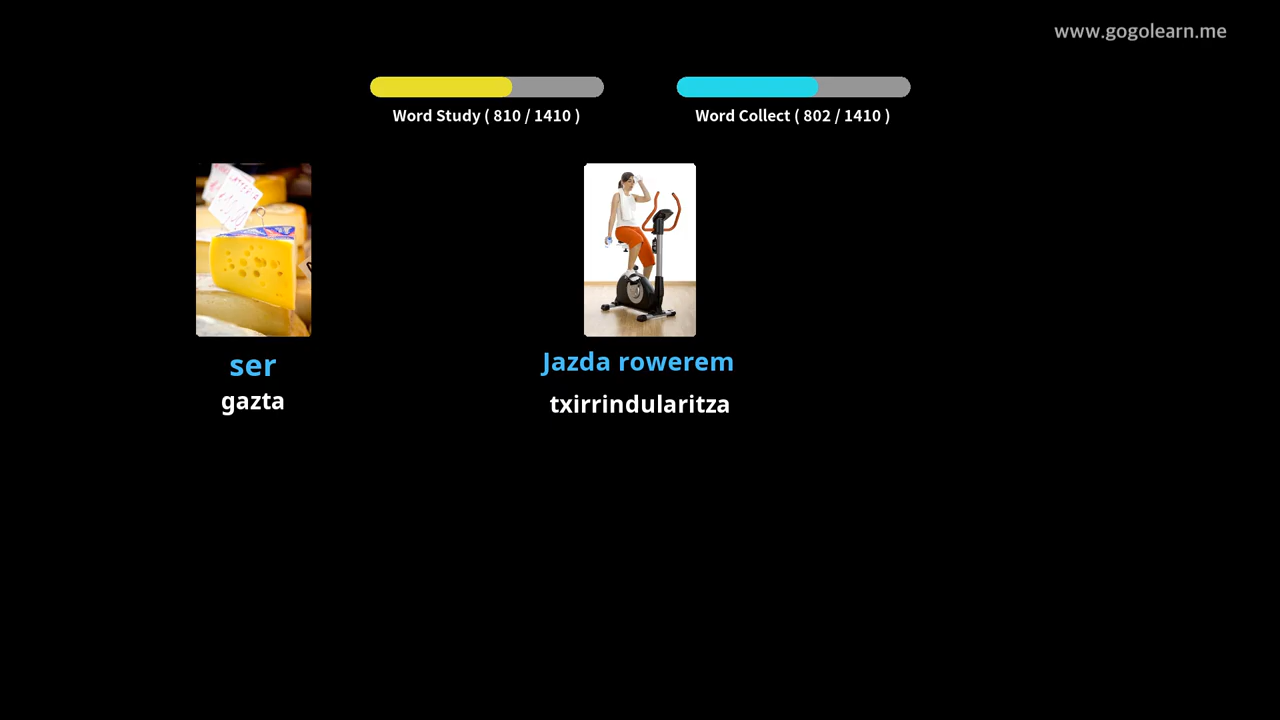 www.gogolearn.me
Word Study ( 810 / 1410 )
Word Collect ( 802 / 1410 )
ser
gazta
Jazda rowerem
txirrindularitza